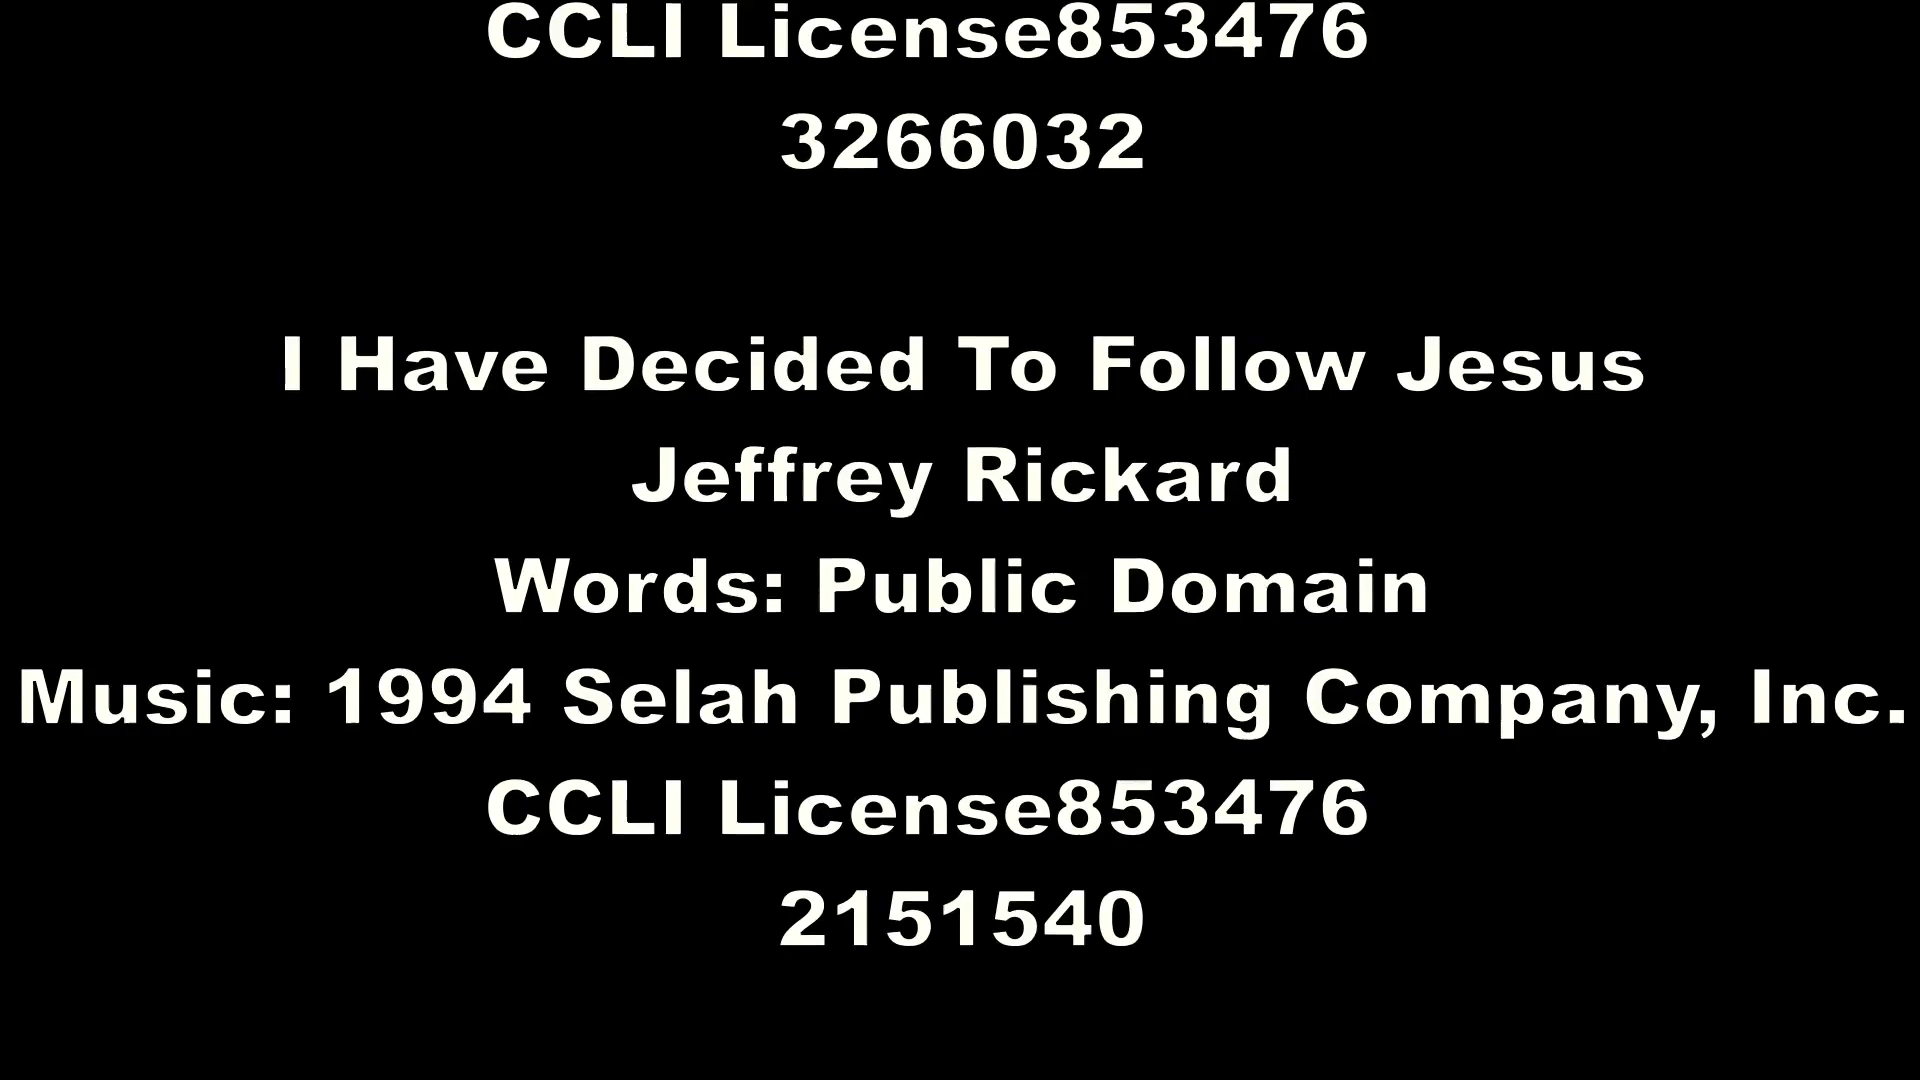 CCLI License853476
3266032
I Have Decided To Follow Jesus
Jeffrey Rickard
Words: Public Domain
Music: 1994 Selah Publishing Company, Inc.
CCLI License853476
2151540